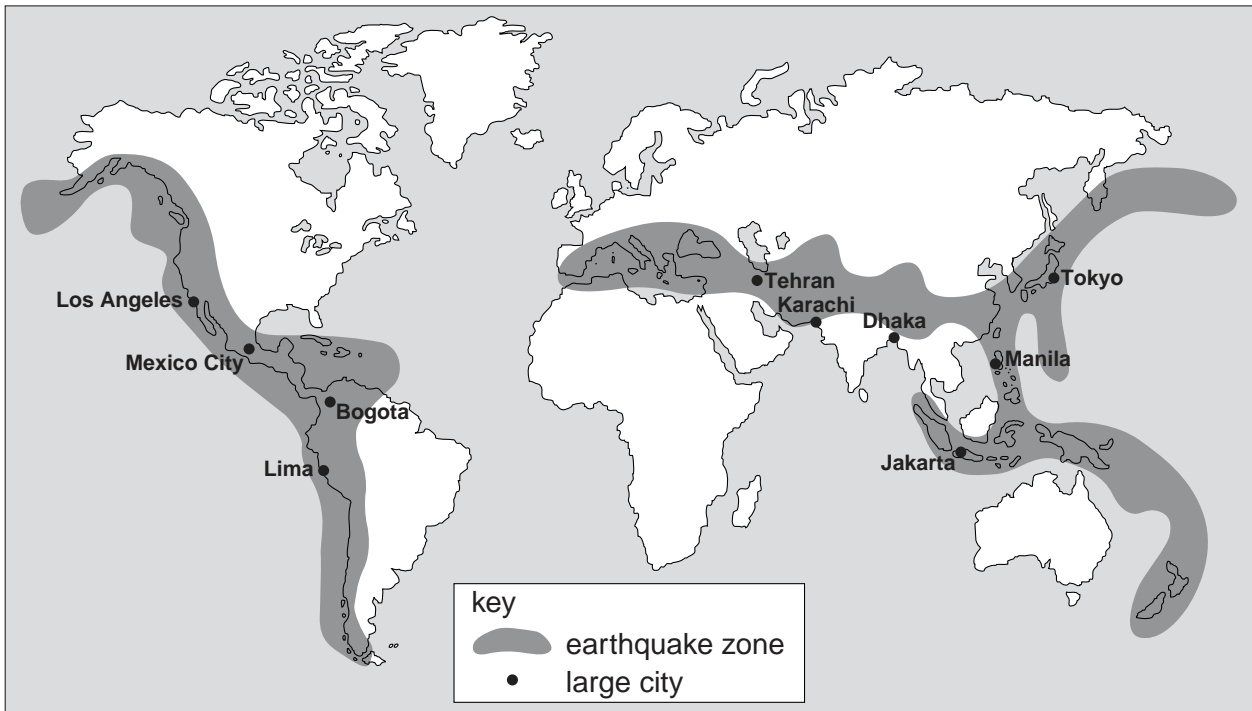 Los Angeles
Mexico City
Bogota
Lima
Tehran
Karachi
Dhaka
Tokyo
Manila
Jakarta
key
earthquake zone
large city